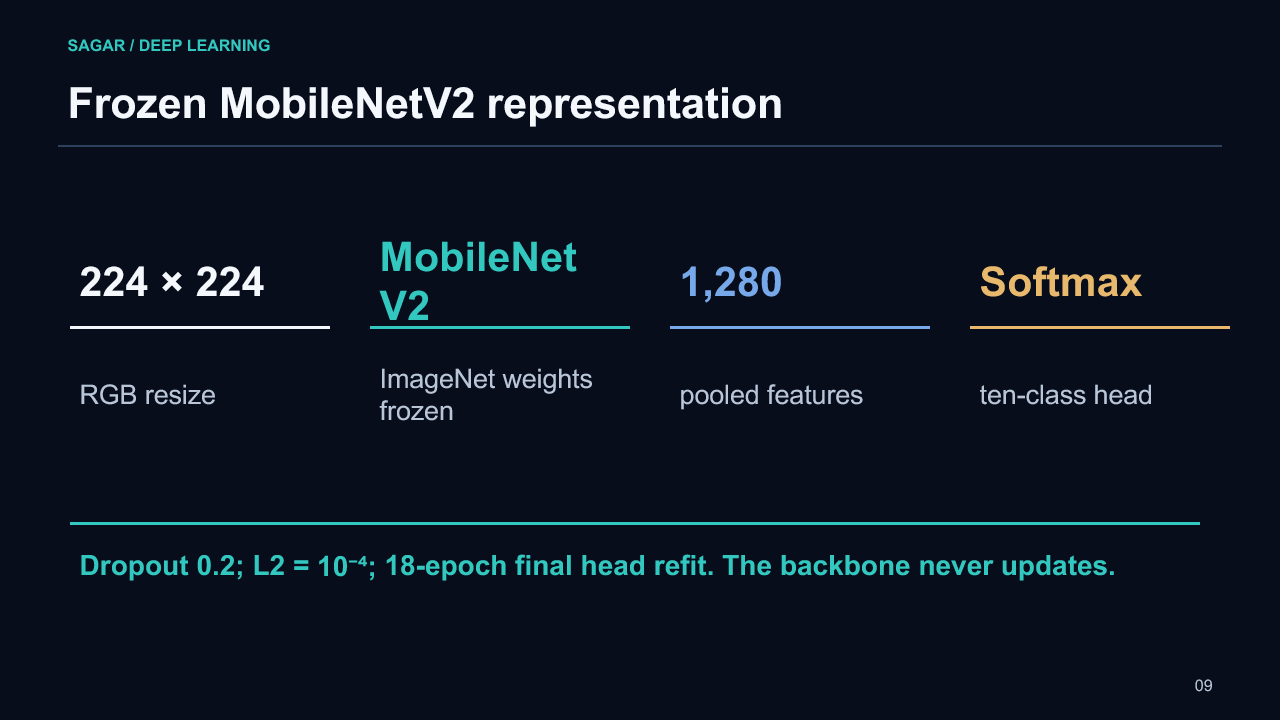 SAGAR / DEEP LEARNING
Frozen MobileNetV2 representation
224 × 224
MobileNet
V2
1,280
Softmax
RGB resize
ImageNet weights
frozen
pooled features
ten-class head
Dropout 0.2; L2 = 10⁻⁴; 18-epoch final head refit. The backbone never updates.
09